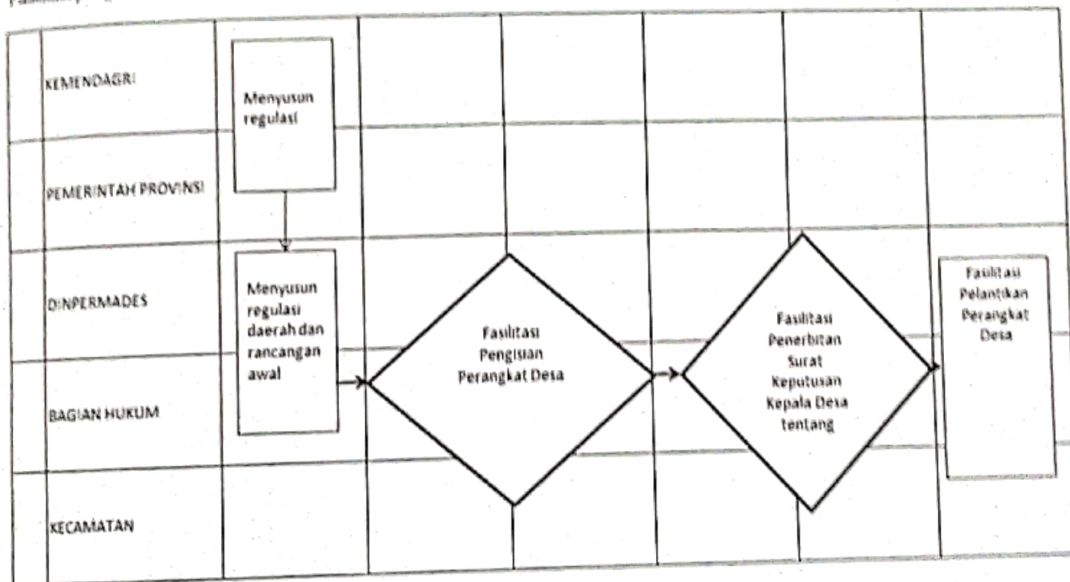 KEMENDAGRI
Menyusun
regulasi
PEMERINTAH PROVINSI
DINPERMADES
Menyusun
regulasi
daerah dan
rancangan
awal
Fasilitasi
Pengisian
Perangkat Desa
Fasilitasi
Penerbitan
Surat
Keputusan
Kepala Desa
tentang
Fasilitasi
Pelantikan
Perangkat
Desa
BAGIAN HUKUM
KECAMATAN